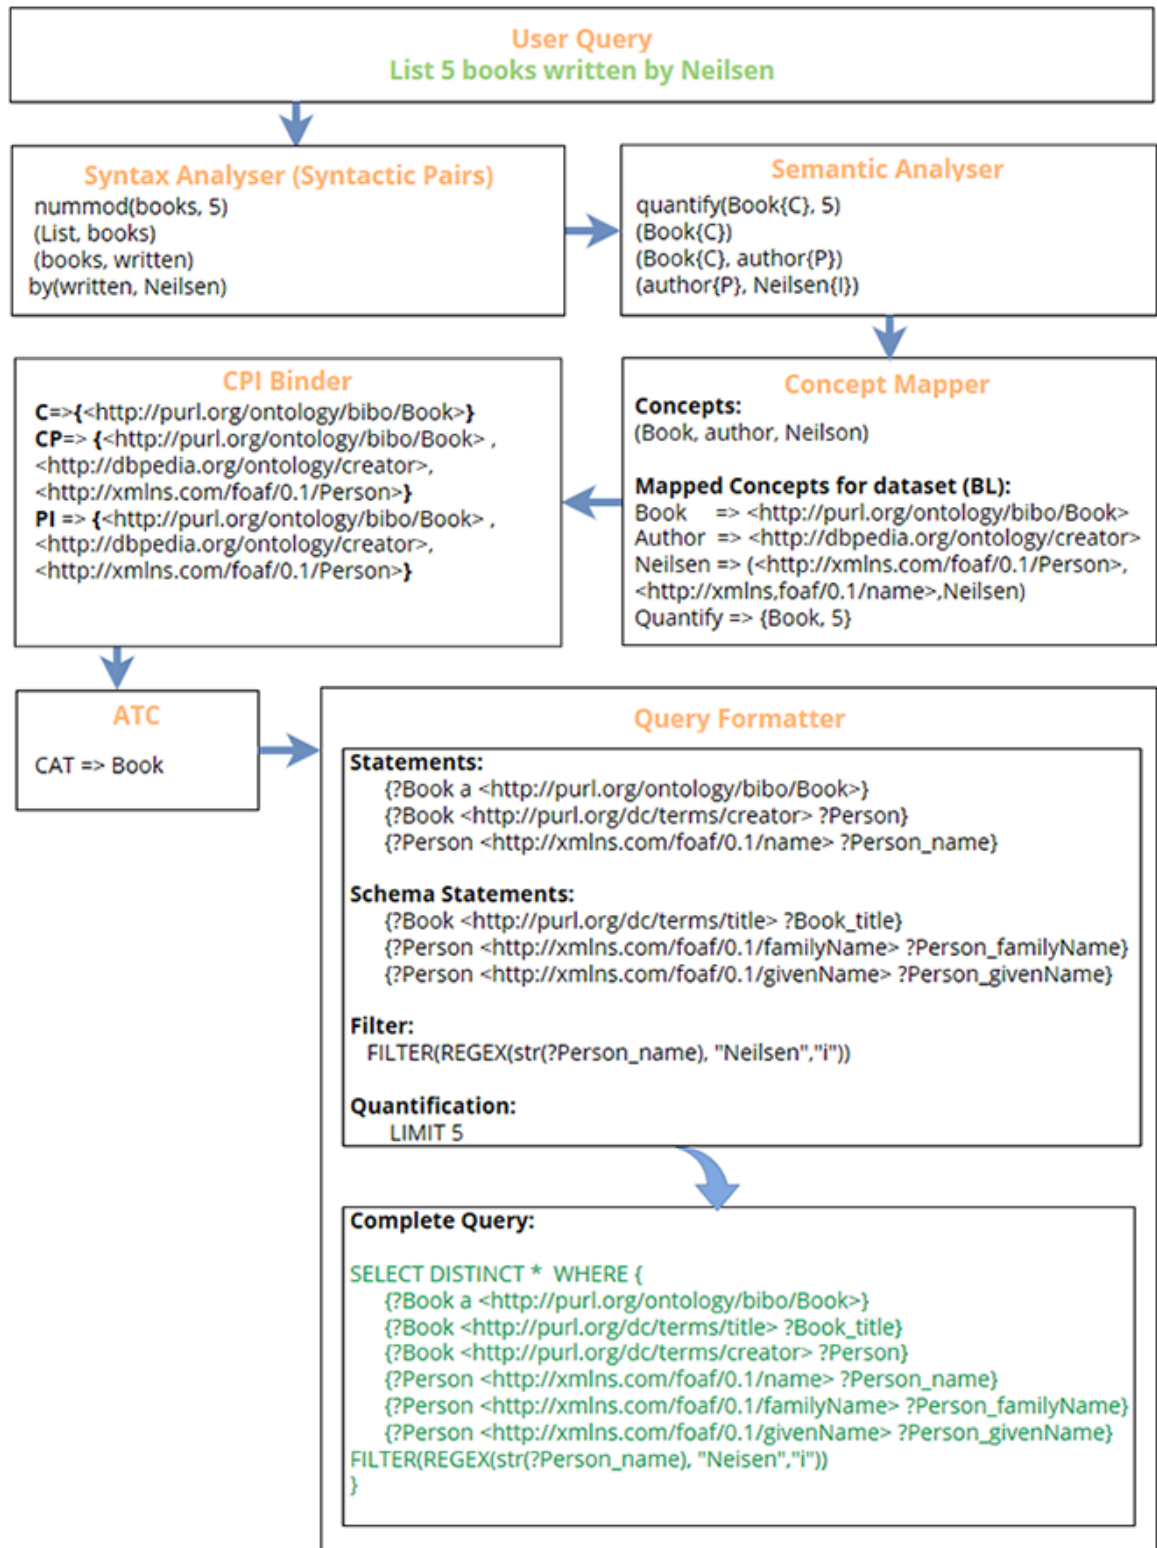 User Query
List 5 books written by Neilsen
Syntax Analyser (Syntactic Pairs)
nummod(books, 5)
(List, books)
(books, written)
by(written, Neilsen)
Semantic Analyser
quantify(Book{C}, 5)
(Book{C})
(Book{C}, author{P})
(author{P}, Neilsen{I})
CPI Binder
C=>{<http://purl.org/ontology/bibo/Book>}
CP=> {<http://purl.org/ontology/bibo/Book> ,
<http://dbpedia.org/ontology/creator>,
<http://xmlns.com/foaf/0.1/Person>}
PI => {<http://purl.org/ontology/bibo/Book> ,
<http://dbpedia.org/ontology/creator>,
<http://xmlns.com/foaf/0.1/Person>}
Concept Mapper
Concepts:
(Book, author, Neilson)
Mapped Concepts for dataset (BL):
Book => <http://purl.org/ontology/bibo/Book>
Author => <http://dbpedia.org/ontology/creator>
Neilsen => (<http://xmlns.com/foaf/0.1/Person>,
<http://xmlns,foaf/0.1/name>,Neilsen)
Quantify => {Book, 5}
ATC
CAT => Book
Query Formatter
Statements:
{?Book a <http://purl.org/ontology/bibo/Book>}
{?Book <http://purl.org/dc/terms/creator> ?Person}
{?Person <http://xmlns.com/foaf/0.1/name> ?Person_name}
Schema Statements:
{?Book <http://purl.org/dc/terms/title> ?Book_title}
{?Person <http://xmlns.com/foaf/0.1/familyName> ?Person_familyName}
{?Person <http://xmlns.com/foaf/0.1/givenName> ?Person_givenName}
Filter:
FILTER(REGEX(str(?Person_name), "Neilsen","i"))
Quantification:
LIMIT 5
Complete Query:
SELECT DISTINCT * WHERE {
{?Book a <http://purl.org/ontology/bibo/Book>}
{?Book <http://purl.org/dc/terms/title> ?Book_title}
{?Book <http://purl.org/dc/terms/creator> ?Person}
{?Person <http://xmlns.com/foaf/0.1/name> ?Person_name}
{?Person <http://xmlns.com/foaf/0.1/familyName> ?Person_familyName}
{?Person <http://xmlns.com/foaf/0.1/givenName> ?Person_givenName}
FILTER(REGEX(str(?Person_name), "Neisen","i"))
}